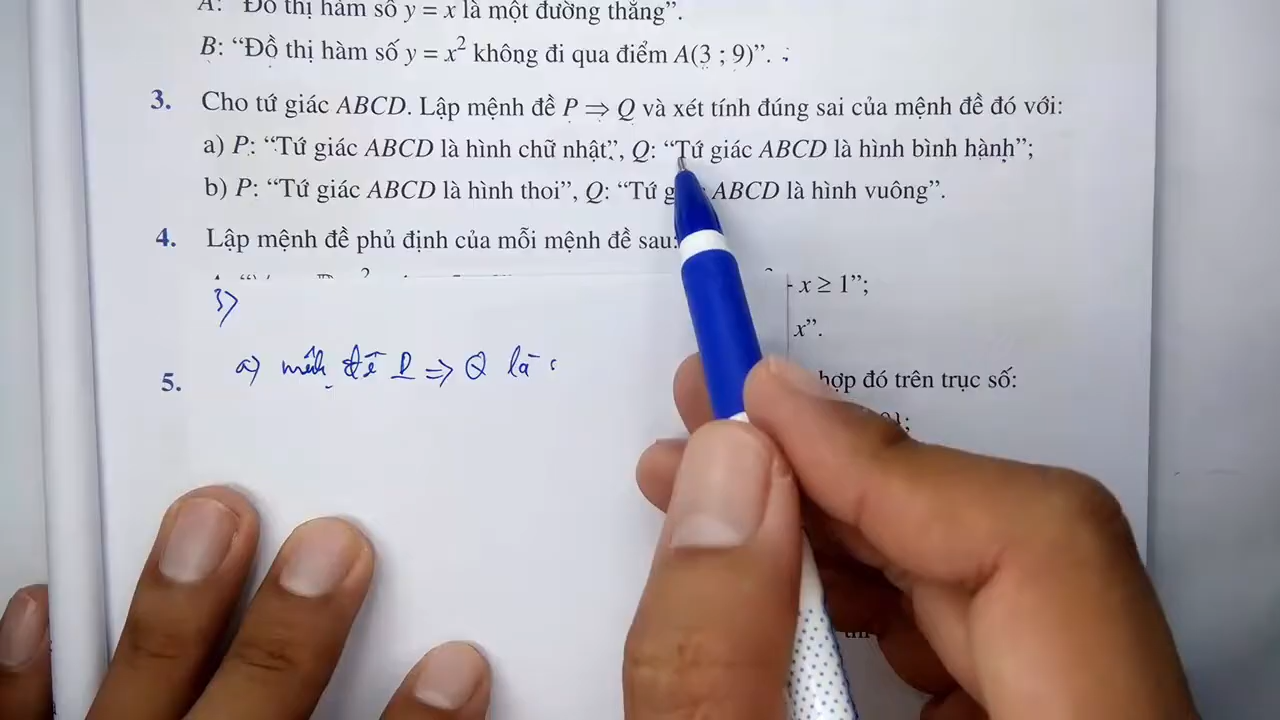 A: “Đồ thị hàm số y = x là một đường thẳng”.
B: “Đồ thị hàm số y = x² không đi qua điểm A(3 ; 9)”.
3. Cho tứ giác ABCD. Lập mệnh đề P ⇒ Q và xét tính đúng sai của mệnh đề đó với:
a) P: “Tứ giác ABCD là hình chữ nhật”, Q: “Tứ giác ABCD là hình bình hành”;
b) P: “Tứ giác ABCD là hình thoi”, Q: “Tứ g ABCD là hình vuông”.
4. Lập mệnh đề phủ định của mỗi mệnh đề sau:
- x ≥ 1”;
3)
x”.
a) mệnh đề P ⇒ Q là
5. hợp đó trên trục số: